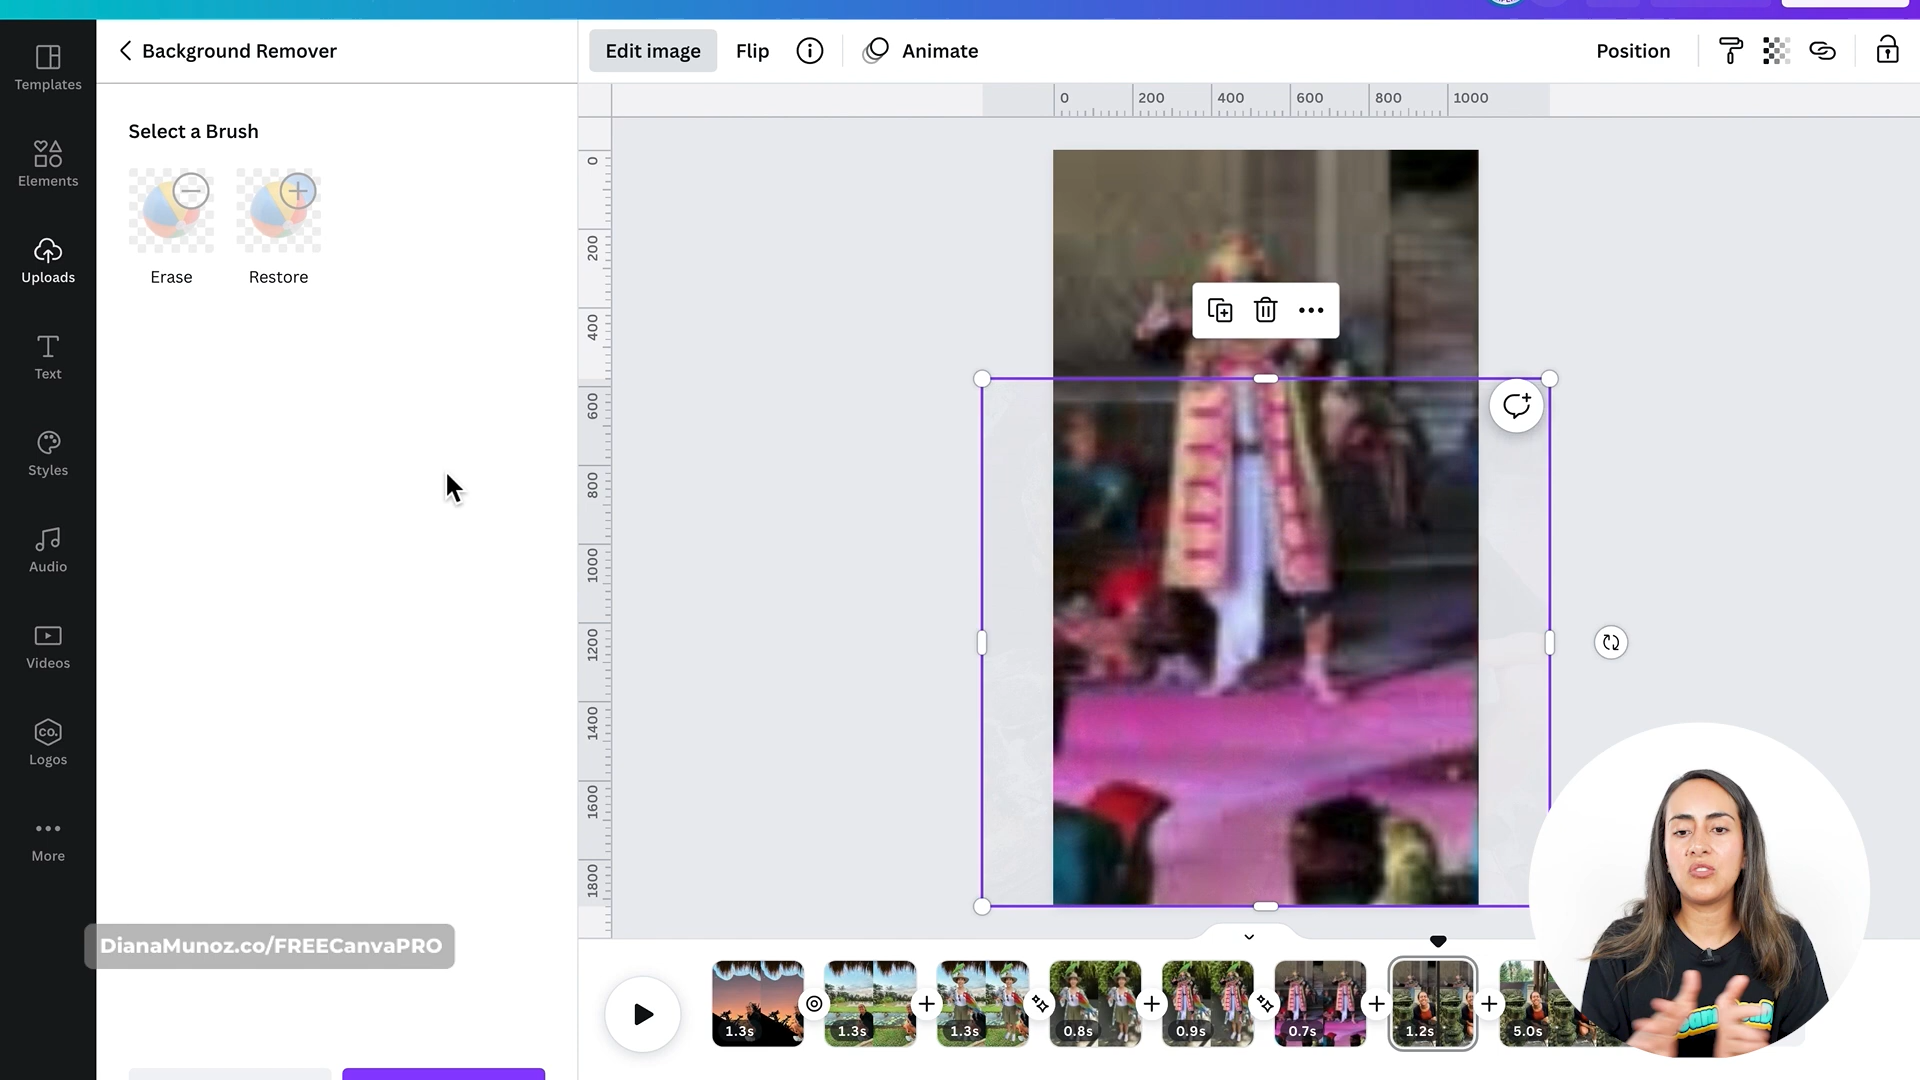 Background Remover
Edit image
Flip
Animate
Position
Templates
Elements
Uploads
Text
Styles
Audio
Videos
Logos
More
Select a Brush
Erase
Restore
0 200 400 600 800 1000
0
200
400
600
800
1000
1200
1400
1600
1800
CO.
DianaMunoz.co/FREECanvaPRO
1.3s
1.3s
1.3s
0.8s
0.9s
0.7s
1.2s
5.0s